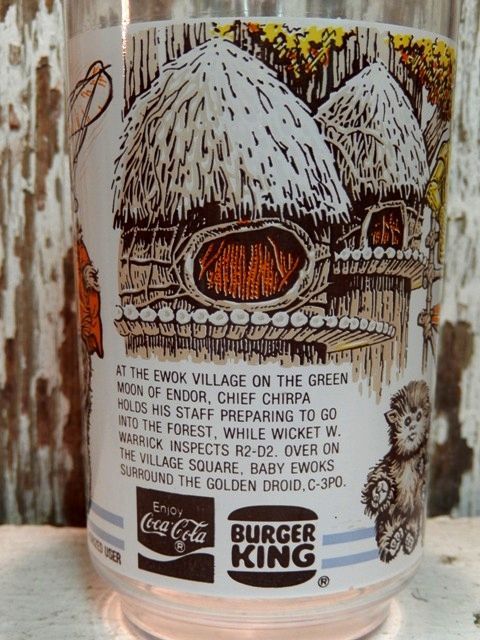 AT THE EWOK VILLAGE ON THE GREEN
MOON OF ENDOR, CHIEF CHIRPA
HOLDS HIS STAFF PREPARING TO GO
INTO THE FOREST, WHILE WICKET W.
WARRICK INSPECTS R2-D2. OVER ON
THE VILLAGE SQUARE, BABY EWOKS
SURROUND THE GOLDEN DROID, C-3PO.
Enjoy
Coca-Cola
®
BURGER
KING
®
USER